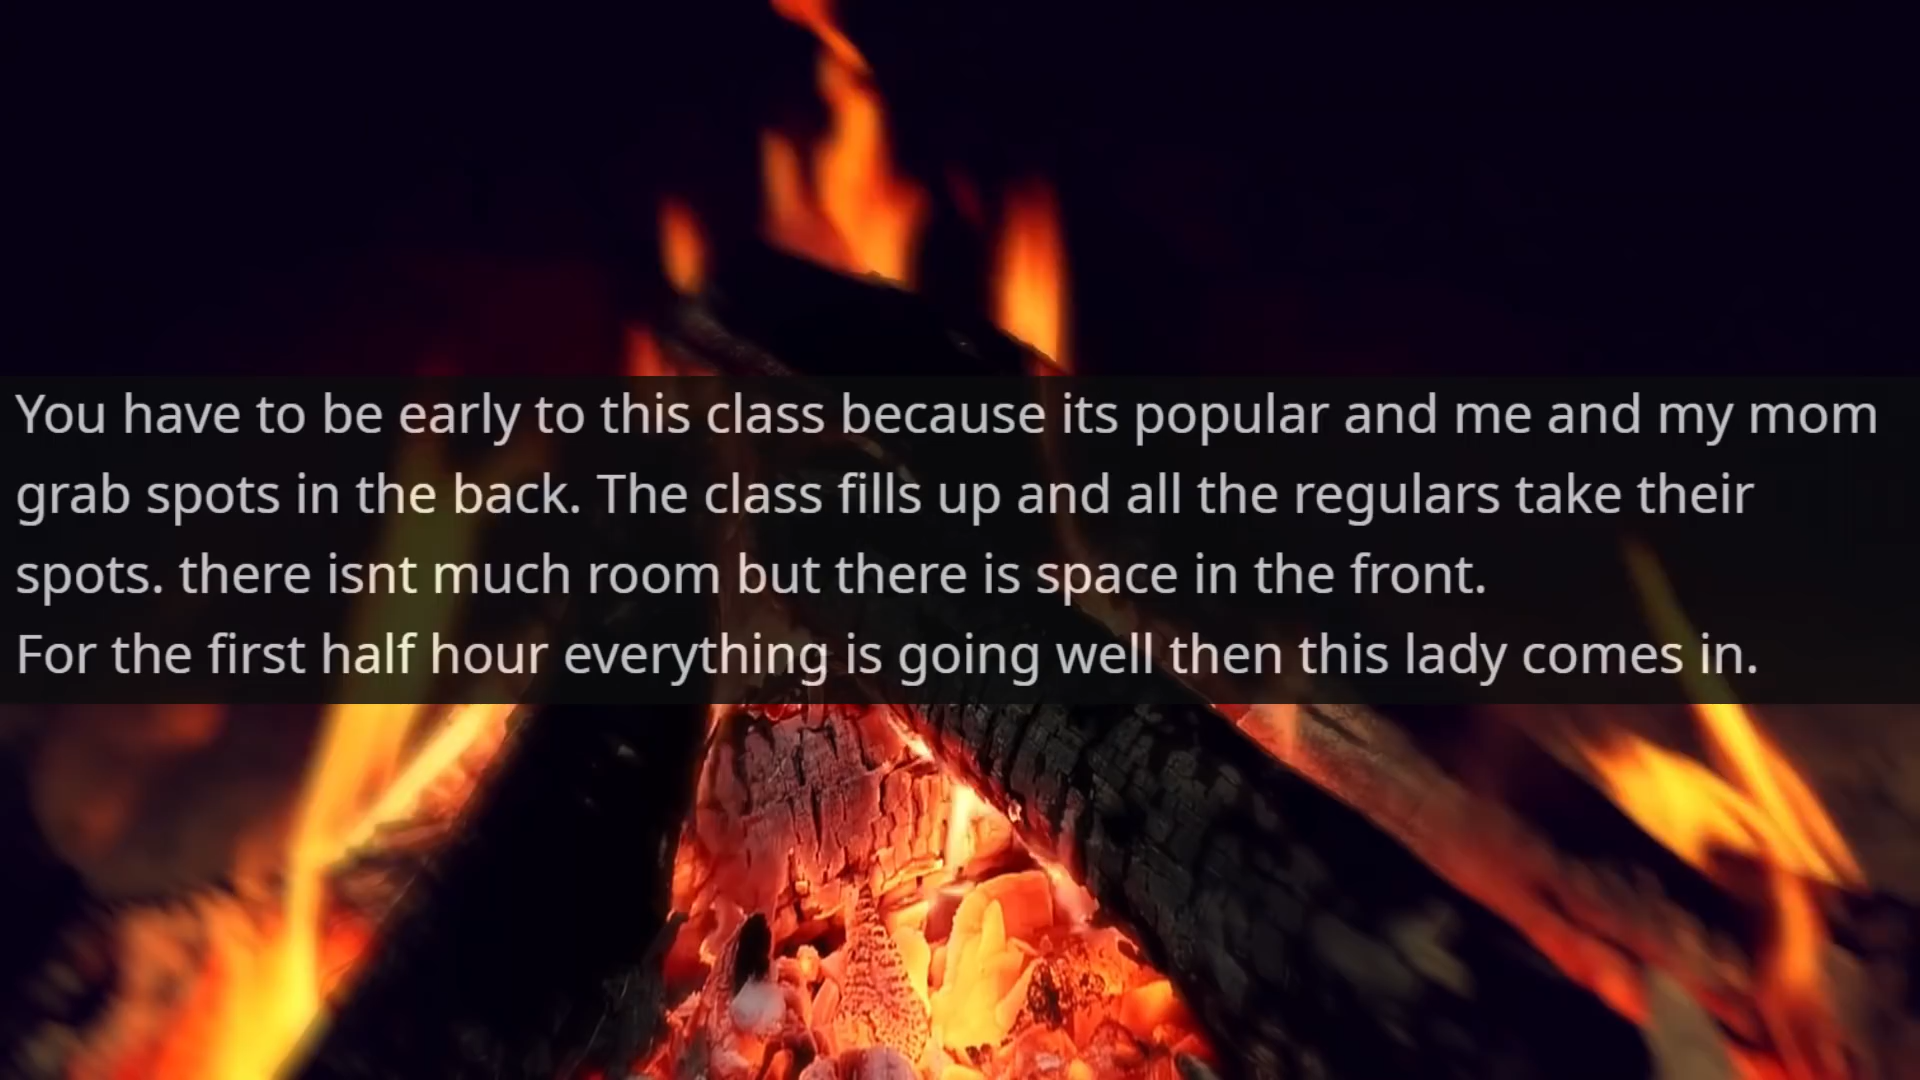 You have to be early to this class because its popular and me and my mom
grab spots in the back. The class fills up and all the regulars take their
spots. there isnt much room but there is space in the front.
For the first half hour everything is going well then this lady comes in.